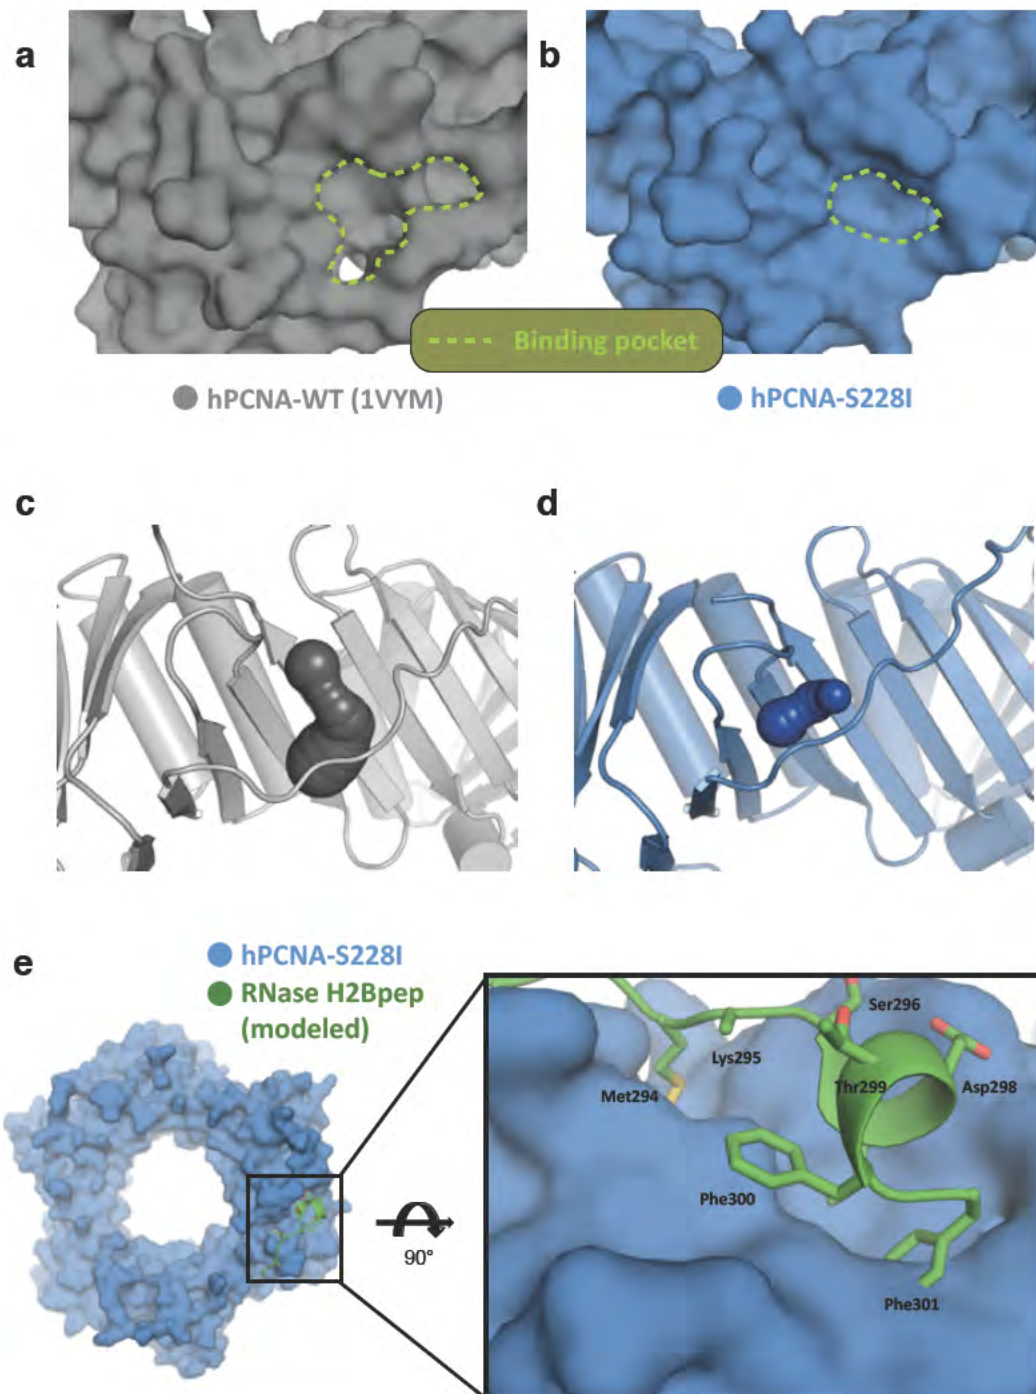 a
b
Binding pocket
hPCNA-WT (1VYM)
hPCNA-S228I
c
d
e
hPCNA-S228I
RNase H2Bpep
(modeled)
90°
Ser296
Lys295
Met294
Thr299
Asp298
Phe300
Phe301